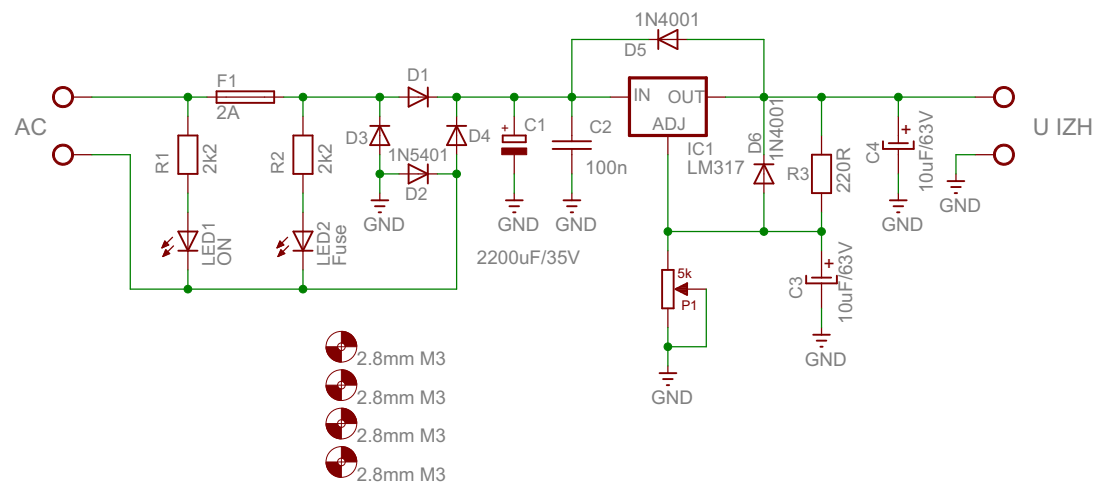 AC
F1
2A
R1
2k2
LED1
ON
R2
2k2
LED2
Fuse
D1
D3
D4
1N5401
D2
GND
C1
GND
2200uF/35V
C2
100n
GND
1N4001
D5
IN OUT
ADJ
IC1
LM317
D6
1N4001
R3
220R
C4
10uF/63V
GND
U IZH
GND
5k
P1
GND
C3
10uF/63V
GND
2.8mm M3
2.8mm M3
2.8mm M3
2.8mm M3
+
+
+